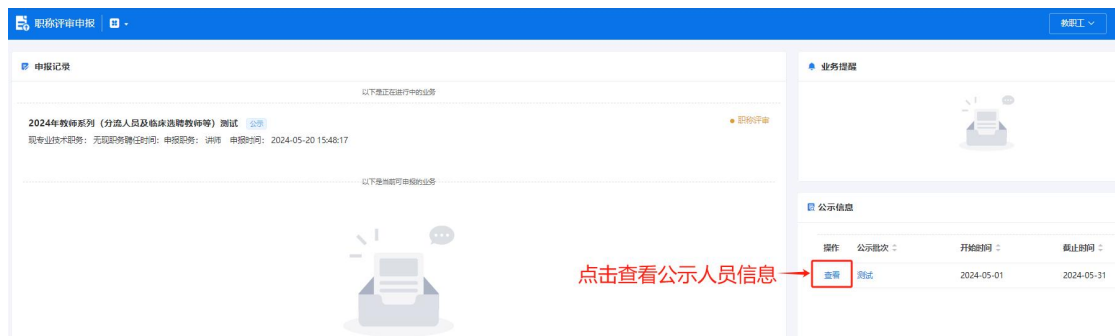 职称评审申报
教职工
申报记录
以下是正在进行中的业务
2024年教师系列（分流人员及临床选聘教师等）测试 公示
职称评审
现专业技术职务： 无现职务聘任时间：申报职务： 讲师 申报时间： 2024-05-20 15:48:17
以下是当前可申报的业务
业务提醒
公示信息
操作 公示批次 开始时间 截止时间
查看 测试 2024-05-01 2024-05-31
点击查看公示人员信息